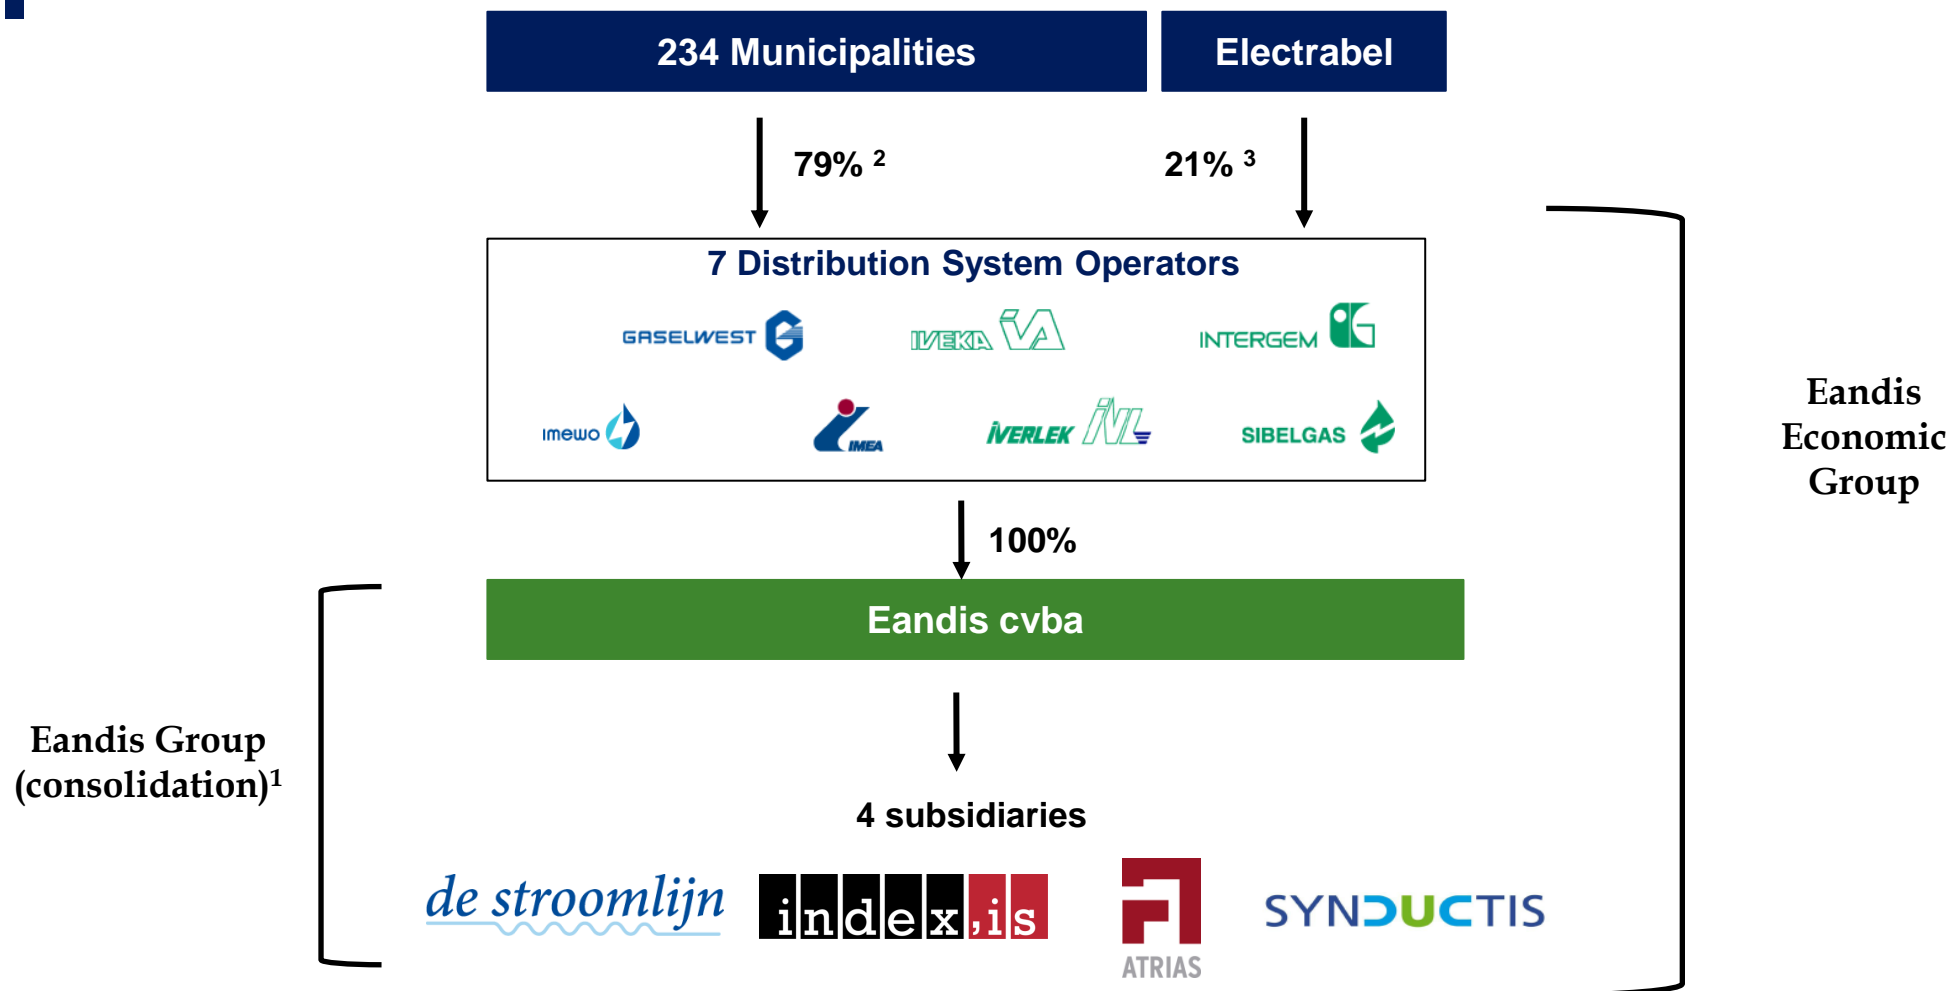 234 Municipalities
Electrabel
79% 2
21% 3
7 Distribution System Operators
GASELWEST
IVEKA
INTERGEM
imewo
IMEA
iVERLEK iVL
SIBELGAS
100%
Eandis
Economic
Group
Eandis cvba
Eandis Group
(consolidation)1
4 subsidiaries
de stroomlijn
index,is
ATRIAS
SYNDUCTIS